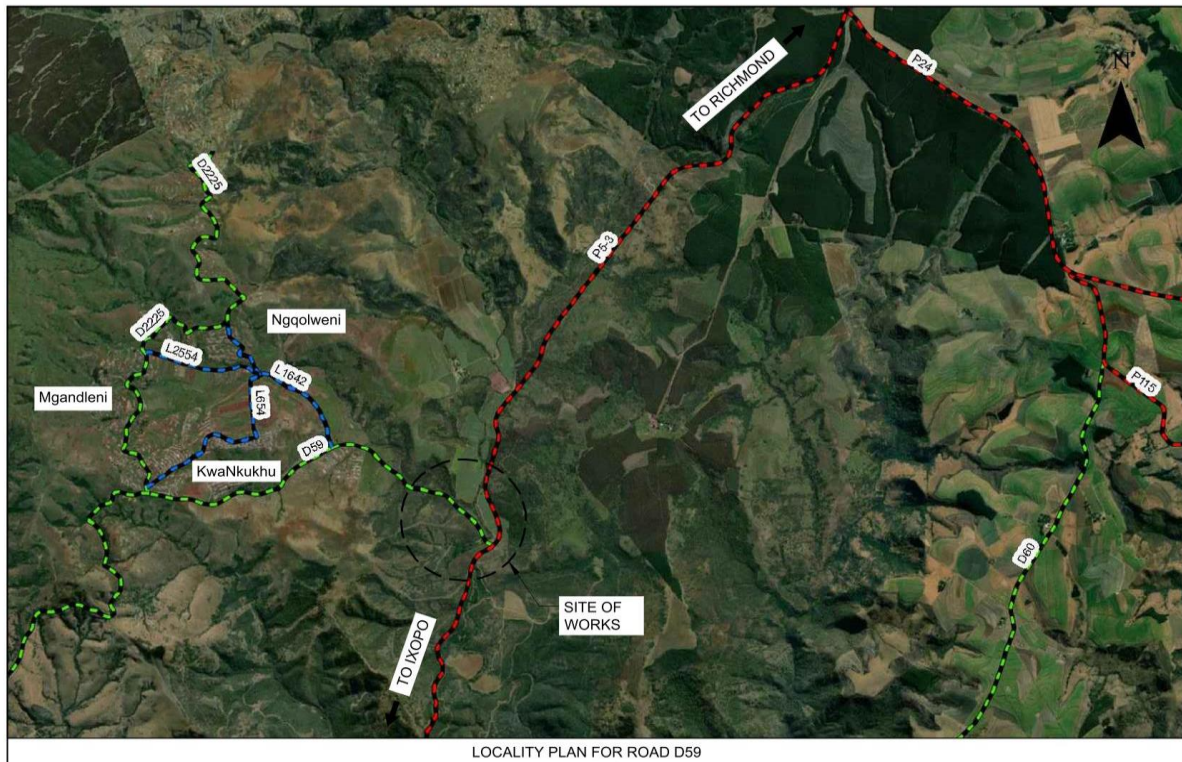 TO RICHMOND
P24
N
D2225
P5-3
Ngqolweni
D2225
L2554
L1642
P115
Mgandleni
L654
D59
KwaNkukhu
D60
SITE OF
WORKS
TO IXOPO
LOCALITY PLAN FOR ROAD D59